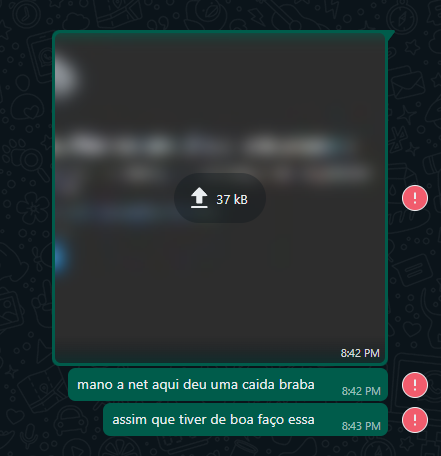 37 kB
8:42 PM
mano a net aqui deu uma caida braba
8:42 PM
assim que tiver de boa faço essa
8:43 PM